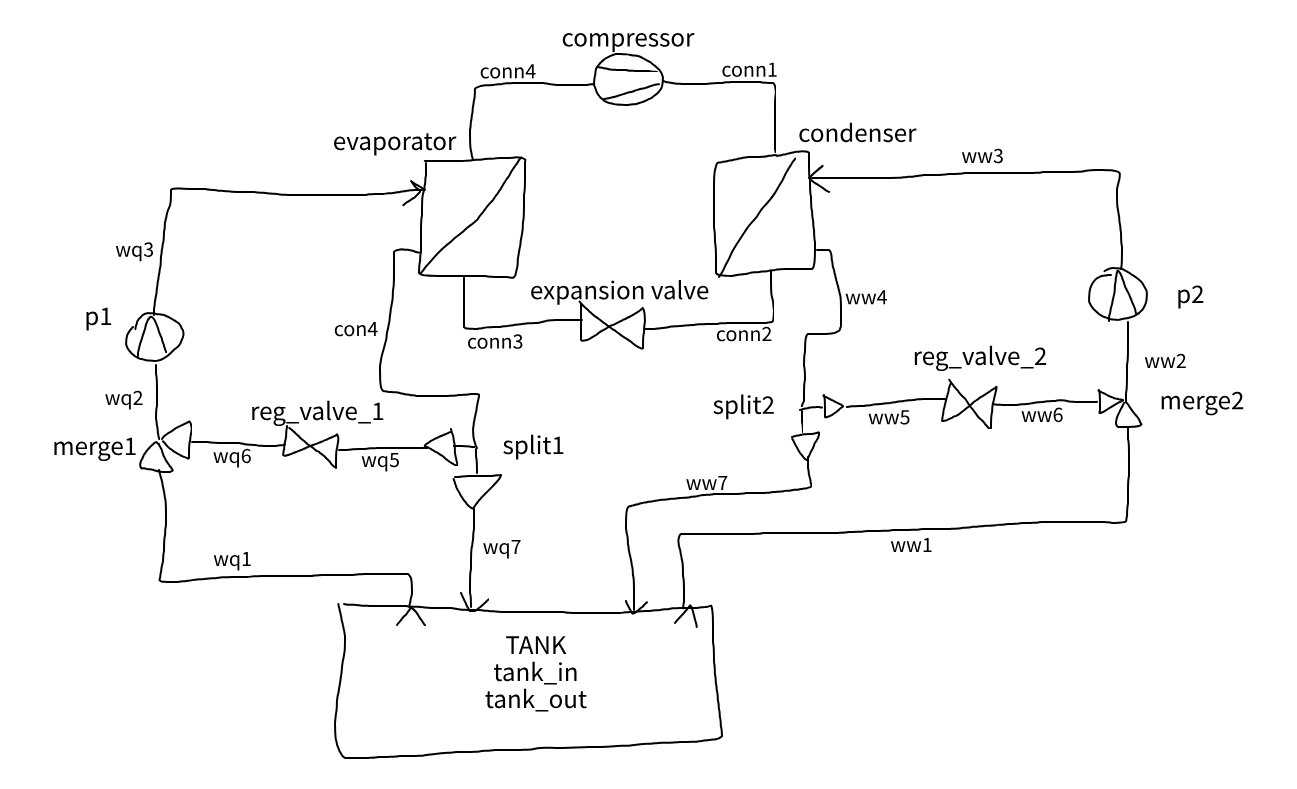 compressor
conn4
conn1
evaporator
condenser
ww3
wq3
expansion valve
ww4
p2
p1
con4
conn3
conn2
reg_valve_2
ww2
wq2
reg_valve_1
split2
ww5
ww6
merge2
merge1
wq6
wq5
split1
ww7
wq7
ww1
wq1
TANK
tank_in
tank_out